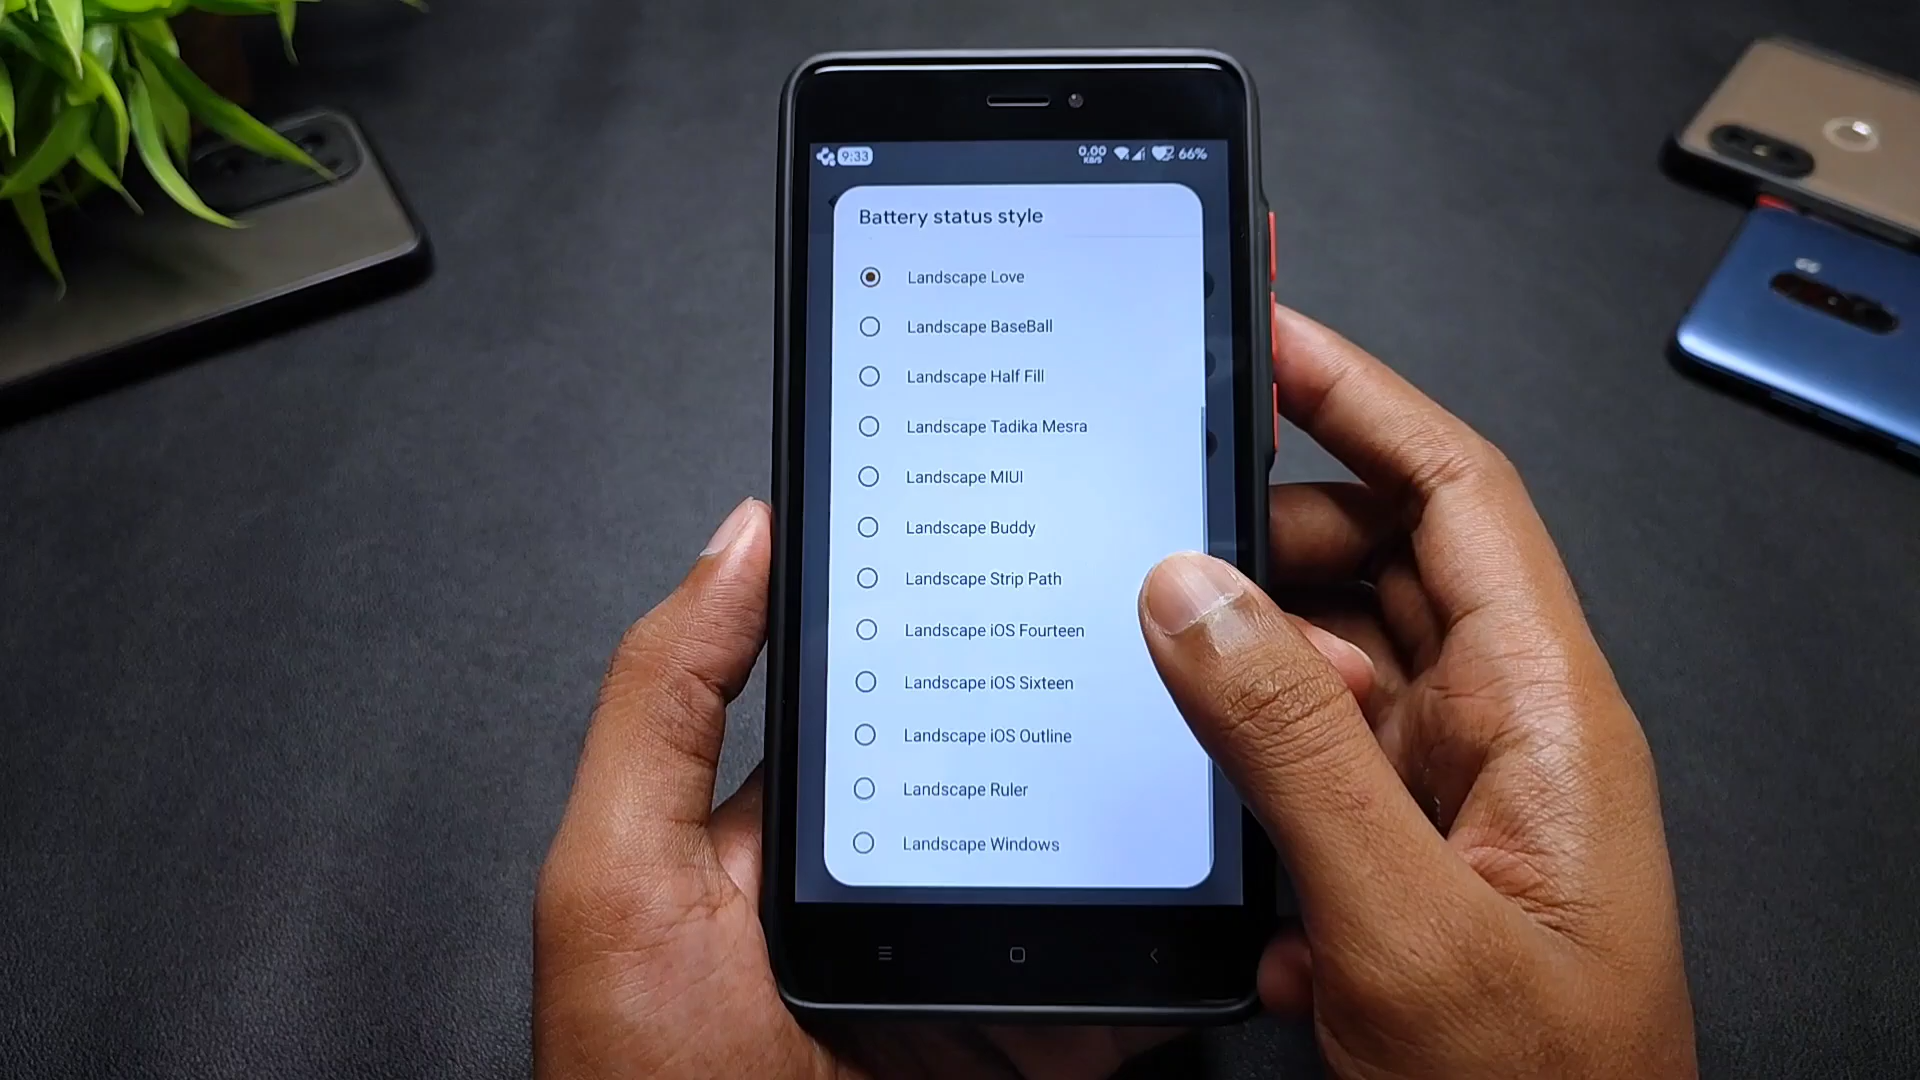 9:33
0.00
KB/S
66%
Battery status style
Landscape Love
Landscape BaseBall
Landscape Half Fill
Landscape Tadika Mesra
Landscape MIUI
Landscape Buddy
Landscape Strip Path
Landscape iOS Fourteen
Landscape iOS Sixteen
Landscape iOS Outline
Landscape Ruler
Landscape Windows